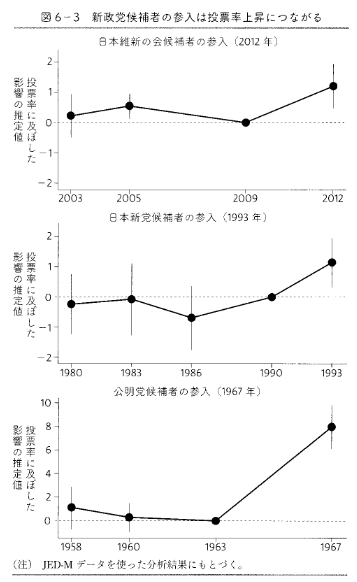 図6-3 新政党候補者の参入は投票率上昇につながる
日本維新の会候補者の参入（2012年）
投票率に及ぼした
影響の推定値
2
1
0
-1
-2
2003 2005 2009 2012
日本新党候補者の参入（1993年）
投票率に及ぼした
影響の推定値
2
1
0
-1
-2
1980 1983 1986 1990 1993
公明党候補者の参入（1967年）
投票率に及ぼした
影響の推定値
10
8
6
4
2
0
1958 1960 1963 1967
（注） JED-Mデータを使った分析結果にもとづく。